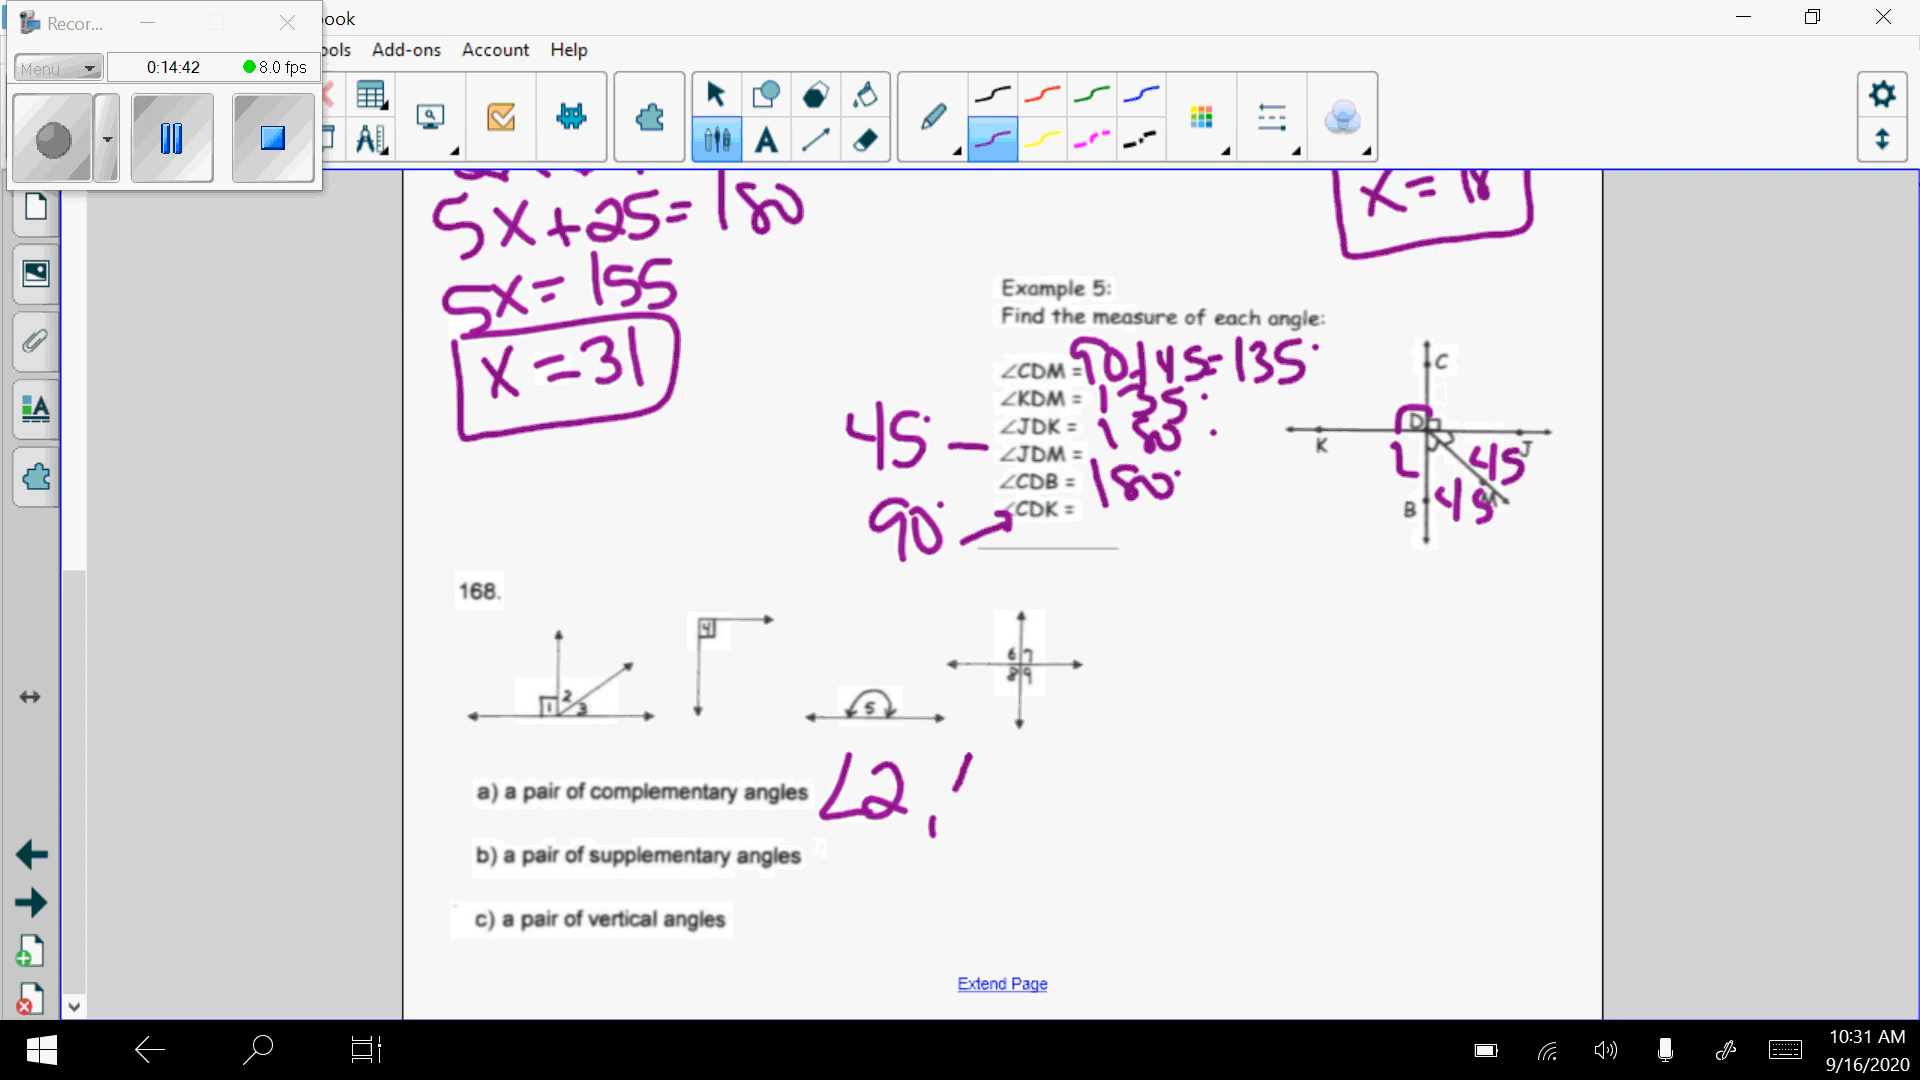 Recor...
book
ools Add-ons Account Help
Menu 0:14:42 8.0 fps
5x+25=180
5x=155
x=31
x=18
Example 5:
Find the measure of each angle:
∠CDM = 90+45=135°
∠KDM = 135°
∠JDK = 180°
45° — ∠JDM =
∠CDB = 180°
90° → ∠CDK =
C
D
K J
45
B 45 M
168.
1 2 3
4
5
6 7
8 9
a) a pair of complementary angles ∠2,
b) a pair of supplementary angles
c) a pair of vertical angles
Extend Page
10:31 AM
9/16/2020